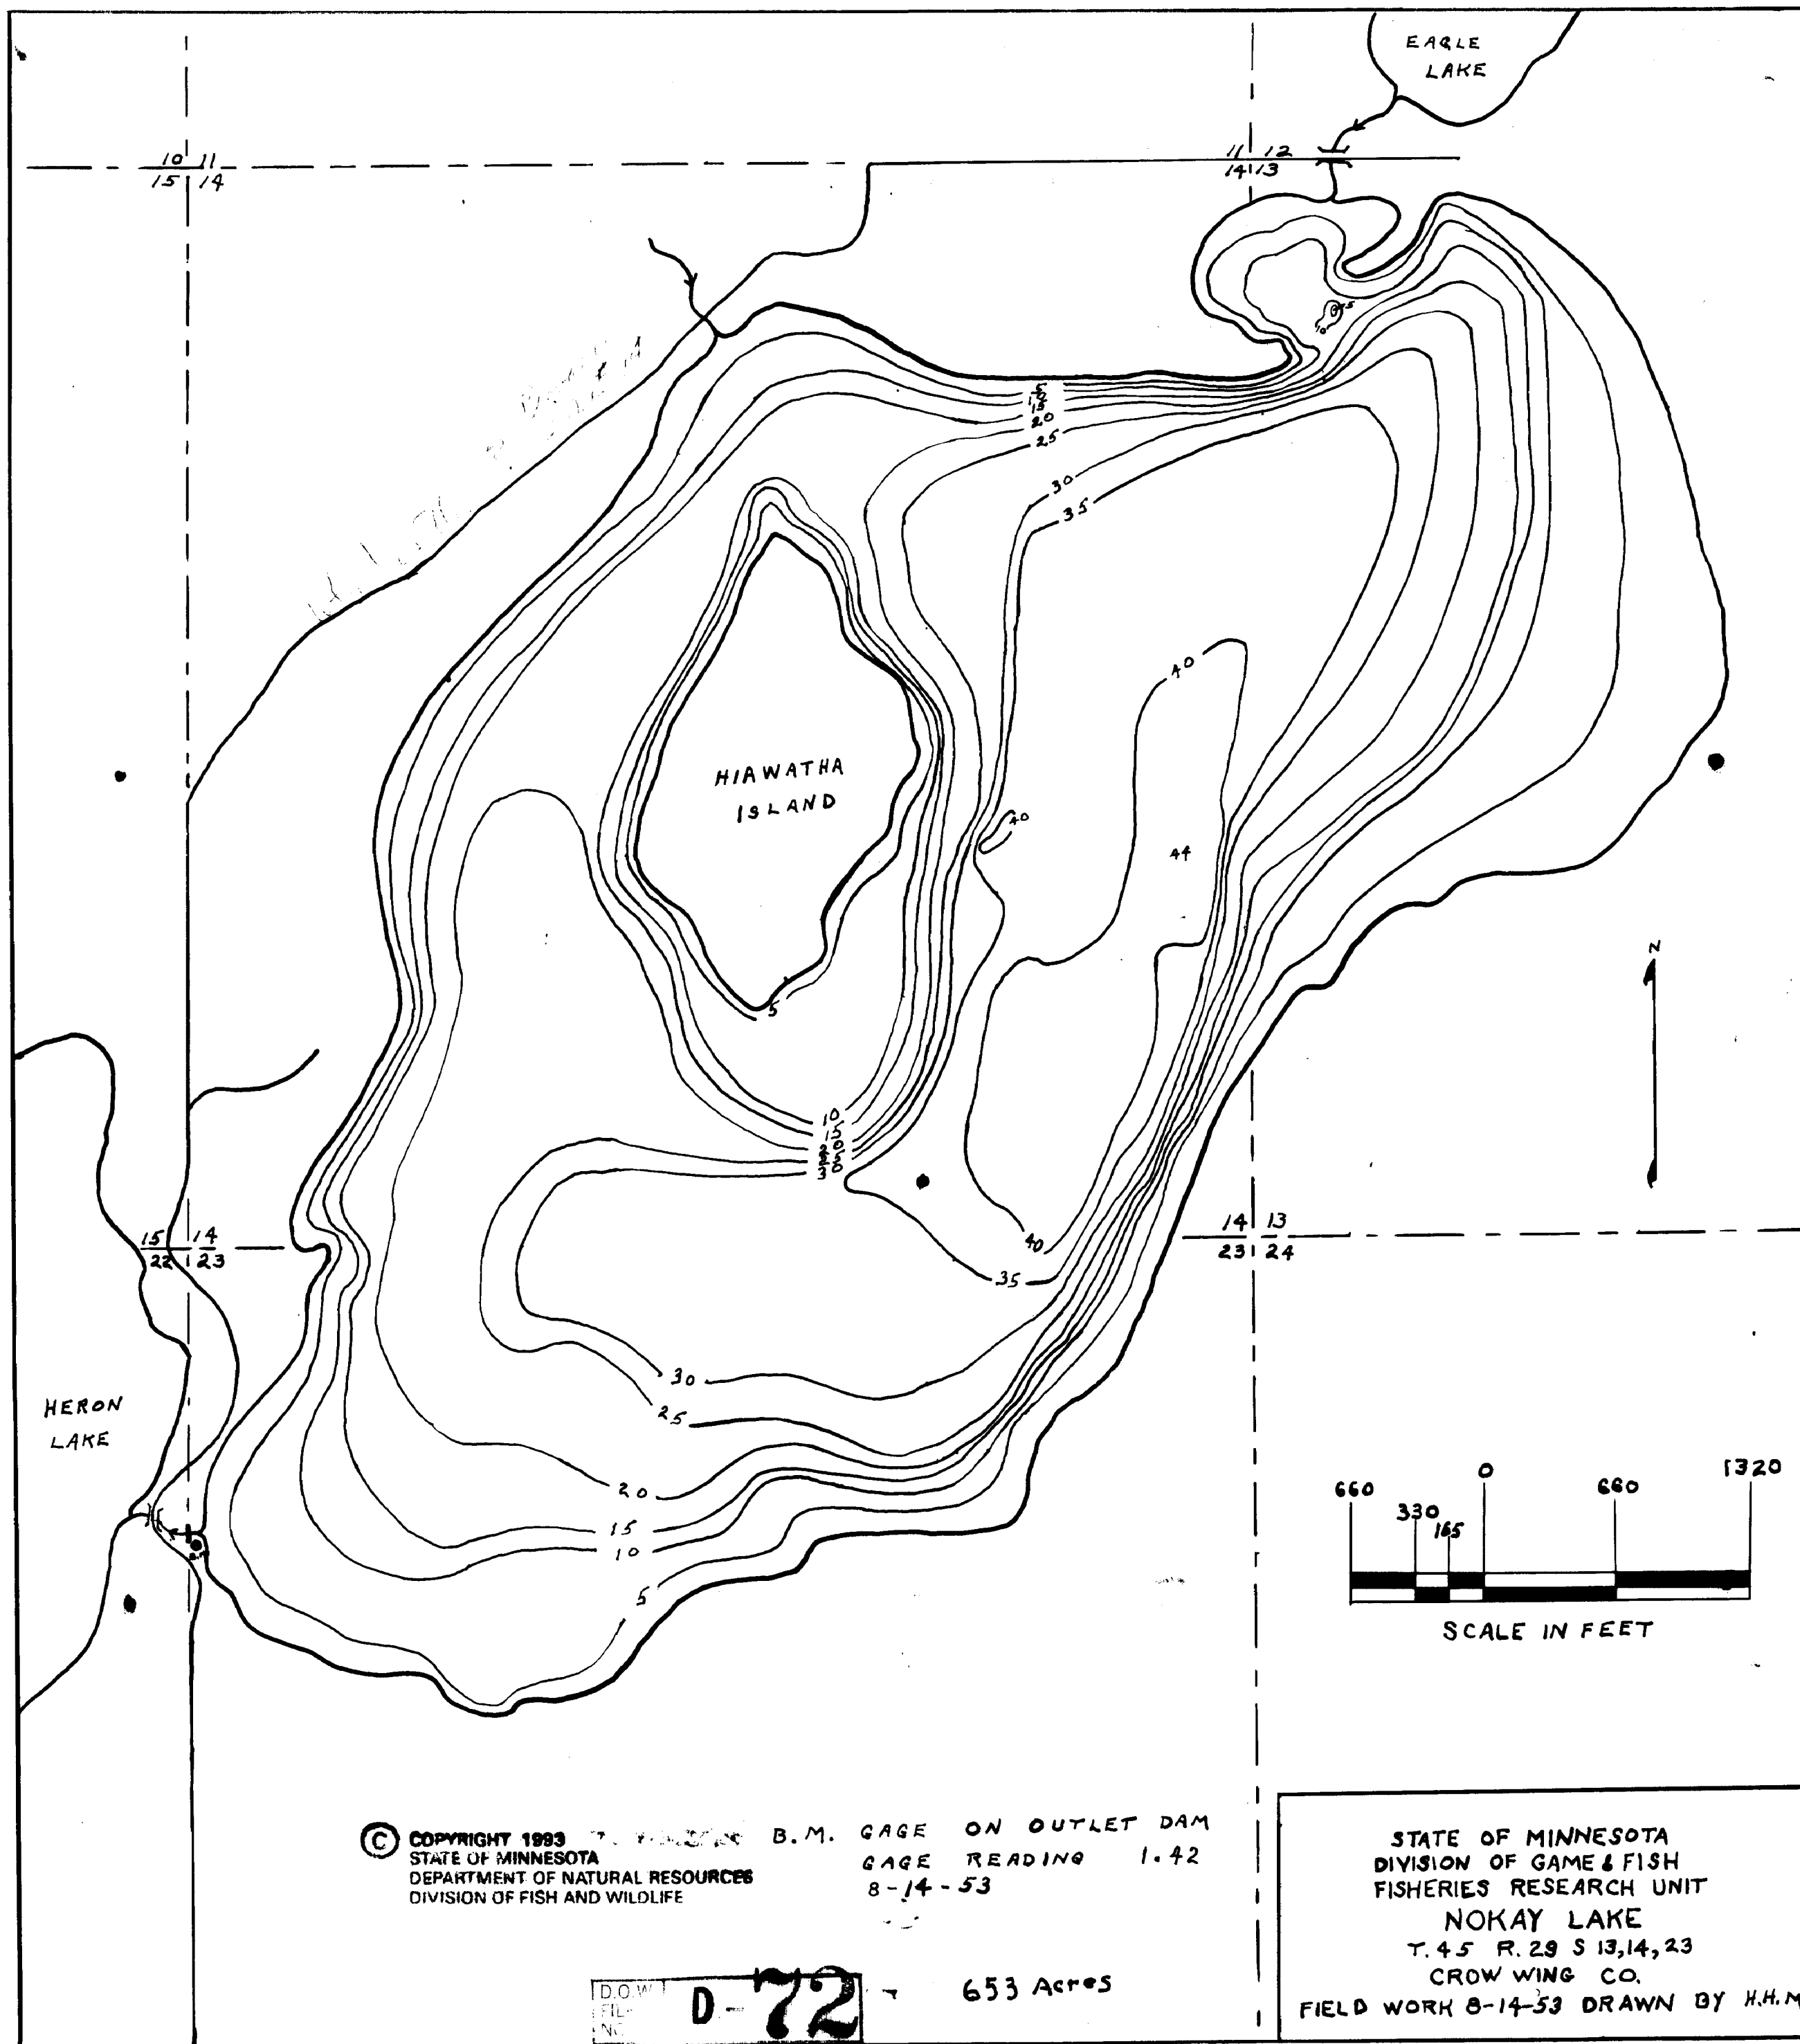 EAGLE
LAKE
10 11
15 14
11 12
14 13
5
10
5
10
15
20
25
30
35
40
HIAWATHA
ISLAND
40
44
N
5
10
15
20
25
30
15 14
22 23
14 13
23 24
40
35
30
25
HERON
LAKE
20
15
10
5
660
330
165
0
660
1320
SCALE IN FEET
© COPYRIGHT 1993
STATE OF MINNESOTA
DEPARTMENT OF NATURAL RESOURCES
DIVISION OF FISH AND WILDLIFE
B.M. GAGE ON OUTLET DAM
GAGE READING 1.42
8-14-53
D.O.W.
FILE
NO.
D-72
653 Acres
STATE OF MINNESOTA
DIVISION OF GAME & FISH
FISHERIES RESEARCH UNIT
NOKAY LAKE
T. 45 R. 29 S 13,14,23
CROW WING CO.
FIELD WORK 8-14-53 DRAWN BY H.H.M